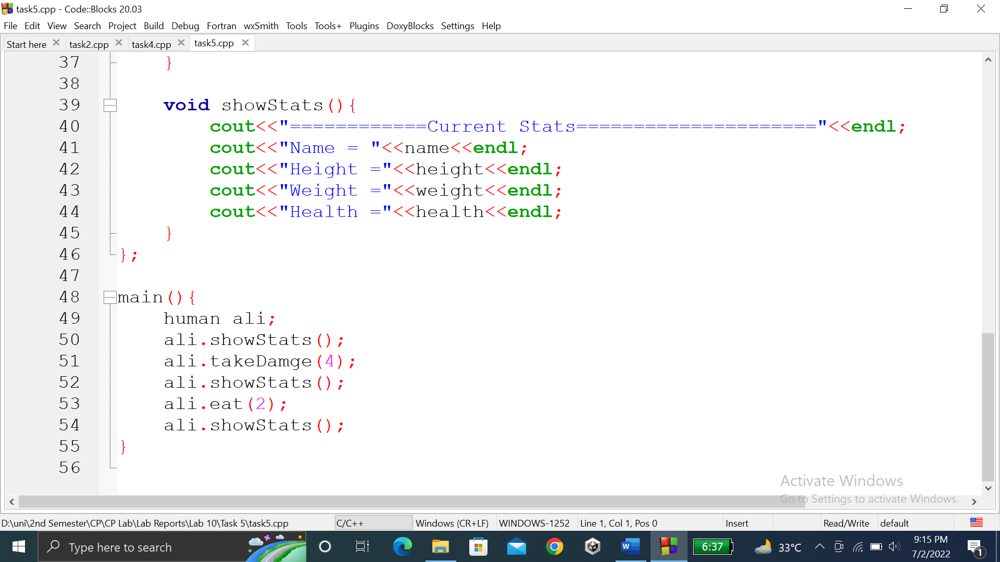 task5.cpp - Code::Blocks 20.03
File Edit View Search Project Build Debug Fortran wxSmith Tools Tools+ Plugins DoxyBlocks Settings Help
Start here task2.cpp task4.cpp task5.cpp
37 }
38
39 void showStats(){
40 cout<<"============Current Stats====================="<<endl;
41 cout<<"Name = "<<name<<endl;
42 cout<<"Height ="<<height<<endl;
43 cout<<"Weight ="<<weight<<endl;
44 cout<<"Health ="<<health<<endl;
45 }
46 };
47
48 main(){
49 human ali;
50 ali.showStats();
51 ali.takeDamge(4);
52 ali.showStats();
53 ali.eat(2);
54 ali.showStats();
55 }
56
Activate Windows
Go to Settings to activate Windows.
D:\uni\2nd Semester\CP\CP Lab\Lab Reports\Lab 10\Task 5\task5.cpp C/C++ Windows (CR+LF) WINDOWS-1252 Line 1, Col 1, Pos 0 Insert Read/Write default
Type here to search 6:37 33°C 9:15 PM 1
7/2/2022